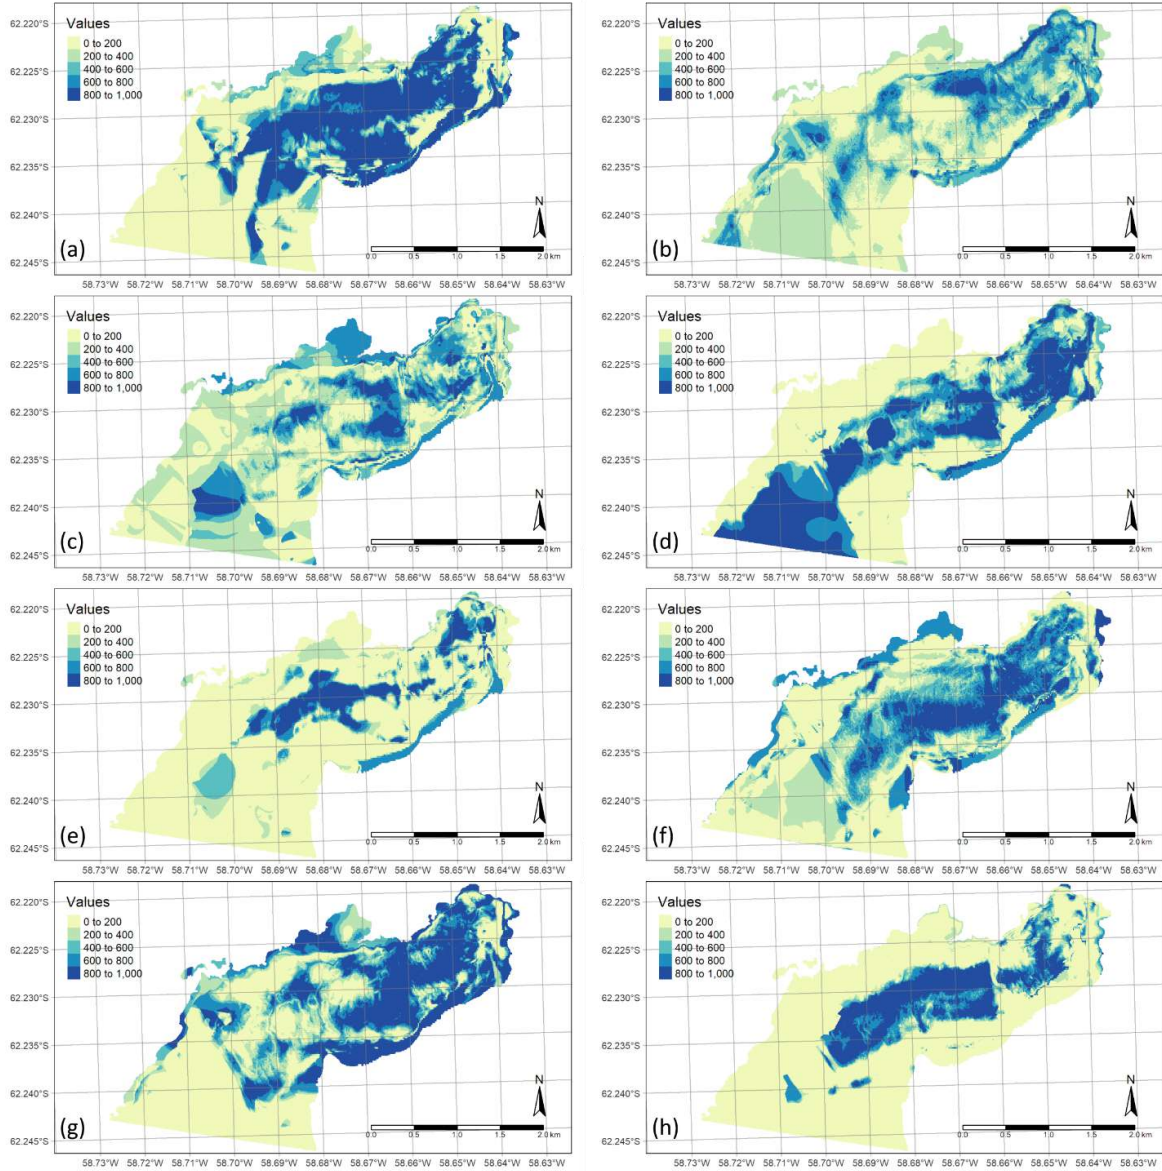 Values
0 to 200
200 to 400
400 to 600
600 to 800
800 to 1,000
62.220°S
62.225°S
62.230°S
62.235°S
62.240°S
62.245°S
N
0.0 0.5 1.0 1.5 2.0 km
(a)
58.73°W 58.72°W 58.71°W 58.70°W 58.69°W 58.68°W 58.67°W 58.66°W 58.65°W 58.64°W 58.63°W
Values
0 to 200
200 to 400
400 to 600
600 to 800
800 to 1,000
62.220°S
62.225°S
62.230°S
62.235°S
62.240°S
62.245°S
N
0.0 0.5 1.0 1.5 2.0 km
(b)
58.73°W 58.72°W 58.71°W 58.70°W 58.69°W 58.68°W 58.67°W 58.66°W 58.65°W 58.64°W 58.63°W
Values
0 to 200
200 to 400
400 to 600
600 to 800
800 to 1,000
62.220°S
62.225°S
62.230°S
62.235°S
62.240°S
62.245°S
N
0.0 0.5 1.0 1.5 2.0 km
(c)
58.73°W 58.72°W 58.71°W 58.70°W 58.69°W 58.68°W 58.67°W 58.66°W 58.65°W 58.64°W 58.63°W
Values
0 to 200
200 to 400
400 to 600
600 to 800
800 to 1,000
62.220°S
62.225°S
62.230°S
62.235°S
62.240°S
62.245°S
N
0.0 0.5 1.0 1.5 2.0 km
(d)
58.73°W 58.72°W 58.71°W 58.70°W 58.69°W 58.68°W 58.67°W 58.66°W 58.65°W 58.64°W 58.63°W
Values
0 to 200
200 to 400
400 to 600
600 to 800
800 to 1,000
62.220°S
62.225°S
62.230°S
62.235°S
62.240°S
62.245°S
N
0.0 0.5 1.0 1.5 2.0 km
(e)
58.73°W 58.72°W 58.71°W 58.70°W 58.69°W 58.68°W 58.67°W 58.66°W 58.65°W 58.64°W 58.63°W
Values
0 to 200
200 to 400
400 to 600
600 to 800
800 to 1,000
62.220°S
62.225°S
62.230°S
62.235°S
62.240°S
62.245°S
N
0.0 0.5 1.0 1.5 2.0 km
(f)
58.73°W 58.72°W 58.71°W 58.70°W 58.69°W 58.68°W 58.67°W 58.66°W 58.65°W 58.64°W 58.63°W
Values
0 to 200
200 to 400
400 to 600
600 to 800
800 to 1,000
62.220°S
62.225°S
62.230°S
62.235°S
62.240°S
62.245°S
N
0.0 0.5 1.0 1.5 2.0 km
(g)
58.73°W 58.72°W 58.71°W 58.70°W 58.69°W 58.68°W 58.67°W 58.66°W 58.65°W 58.64°W 58.63°W
Values
0 to 200
200 to 400
400 to 600
600 to 800
800 to 1,000
62.220°S
62.225°S
62.230°S
62.235°S
62.240°S
62.245°S
N
0.0 0.5 1.0 1.5 2.0 km
(h)
58.73°W 58.72°W 58.71°W 58.70°W 58.69°W 58.68°W 58.67°W 58.66°W 58.65°W 58.64°W 58.63°W